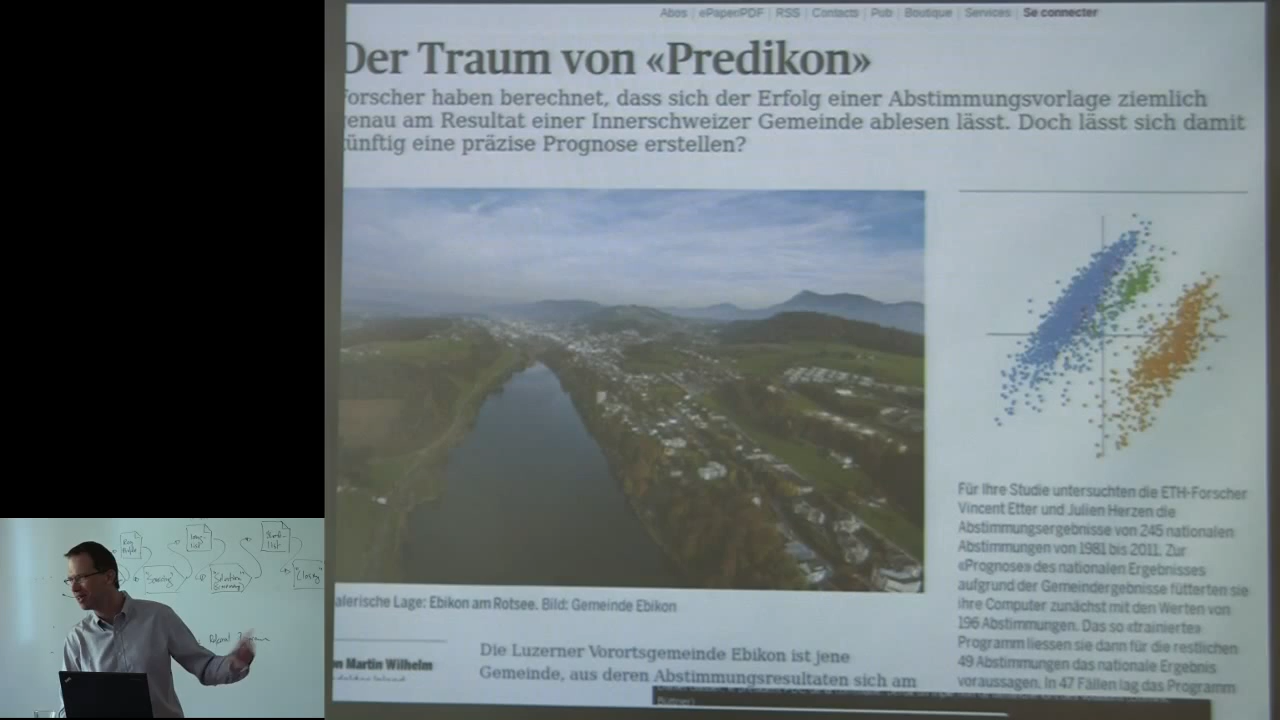 Abos | ePaper/PDF | RSS | Contacts | Pub | Boutique | Services | Se connecter
Der Traum von «Predikon»
Forscher haben berechnet, dass sich der Erfolg einer Abstimmungsvorlage ziemlich
enau am Resultat einer Innerschweizer Gemeinde ablesen lässt. Doch lässt sich damit
ünftig eine präzise Prognose erstellen?
Für Ihre Studie untersuchten die ETH-Forscher
Vincent Etter und Julien Herzen die
Abstimmungsergebnisse von 245 nationalen
Abstimmungen von 1981 bis 2011. Zur
«Prognose» des nationalen Ergebnisses
aufgrund der Gemeindergebnisse fütterten sie
ihre Computer zunächst mit den Werten von
196 Abstimmungen. Das so «trainierte»
Programm liessen sie dann für die restlichen
49 Abstimmungen das nationale Ergebnis
voraussagen. In 47 Fällen lag das Programm
alerische Lage: Ebikon am Rotsee. Bild: Gemeinde Ebikon
n Martin Wilhelm
Die Luzerner Vorortsgemeinde Ebikon ist jene
Gemeinde, aus deren Abstimmungsresultaten sich am
"Closing"